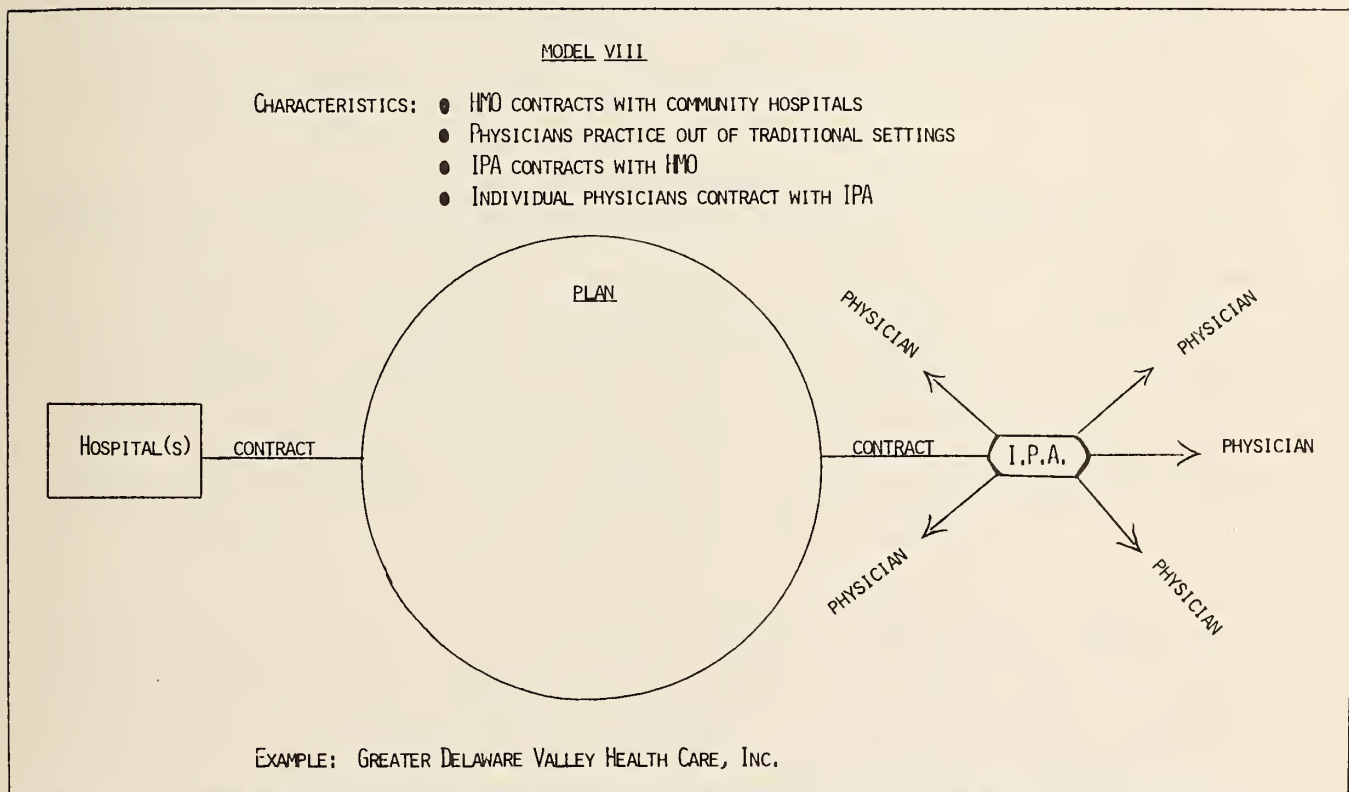 MODEL VIII
CHARACTERISTICS: ● HMO CONTRACTS WITH COMMUNITY HOSPITALS
● PHYSICIANS PRACTICE OUT OF TRADITIONAL SETTINGS
● IPA CONTRACTS WITH HMO
● INDIVIDUAL PHYSICIANS CONTRACT WITH IPA
PLAN
HOSPITAL(S)
CONTRACT
CONTRACT
I.P.A.
PHYSICIAN
PHYSICIAN
PHYSICIAN
PHYSICIAN
PHYSICIAN
EXAMPLE: GREATER DELAWARE VALLEY HEALTH CARE, INC.